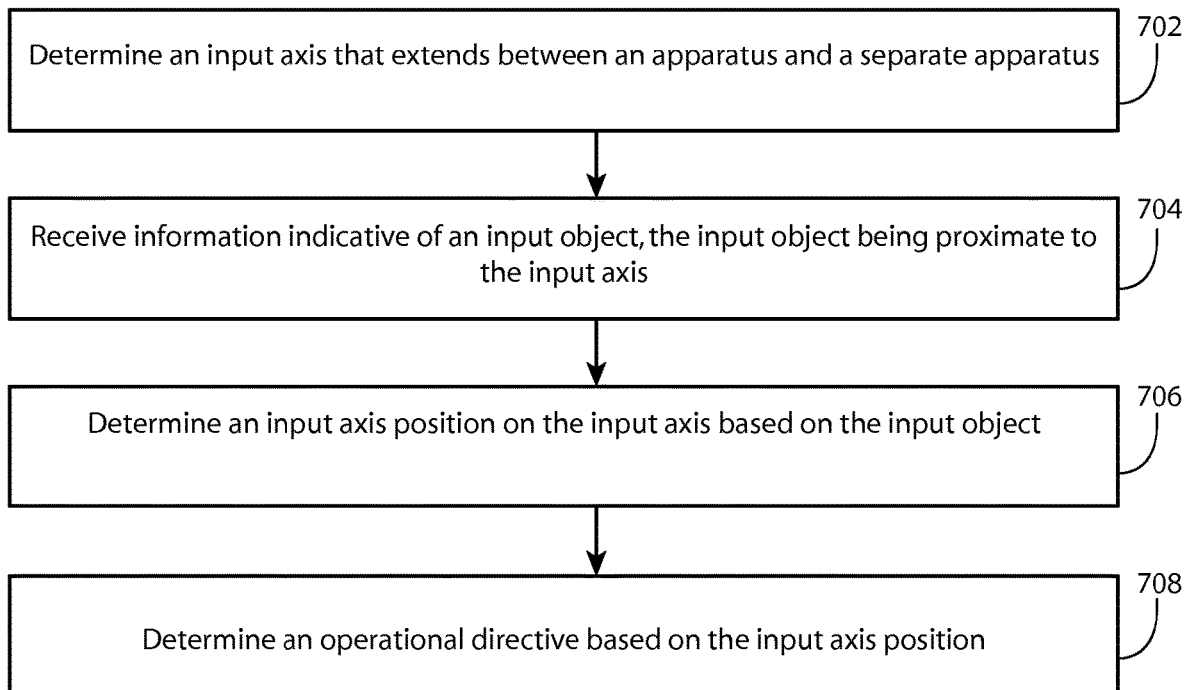 702
Determine an input axis that extends between an apparatus and a separate apparatus
704
Receive information indicative of an input object, the input object being proximate to
the input axis
706
Determine an input axis position on the input axis based on the input object
708
Determine an operational directive based on the input axis position